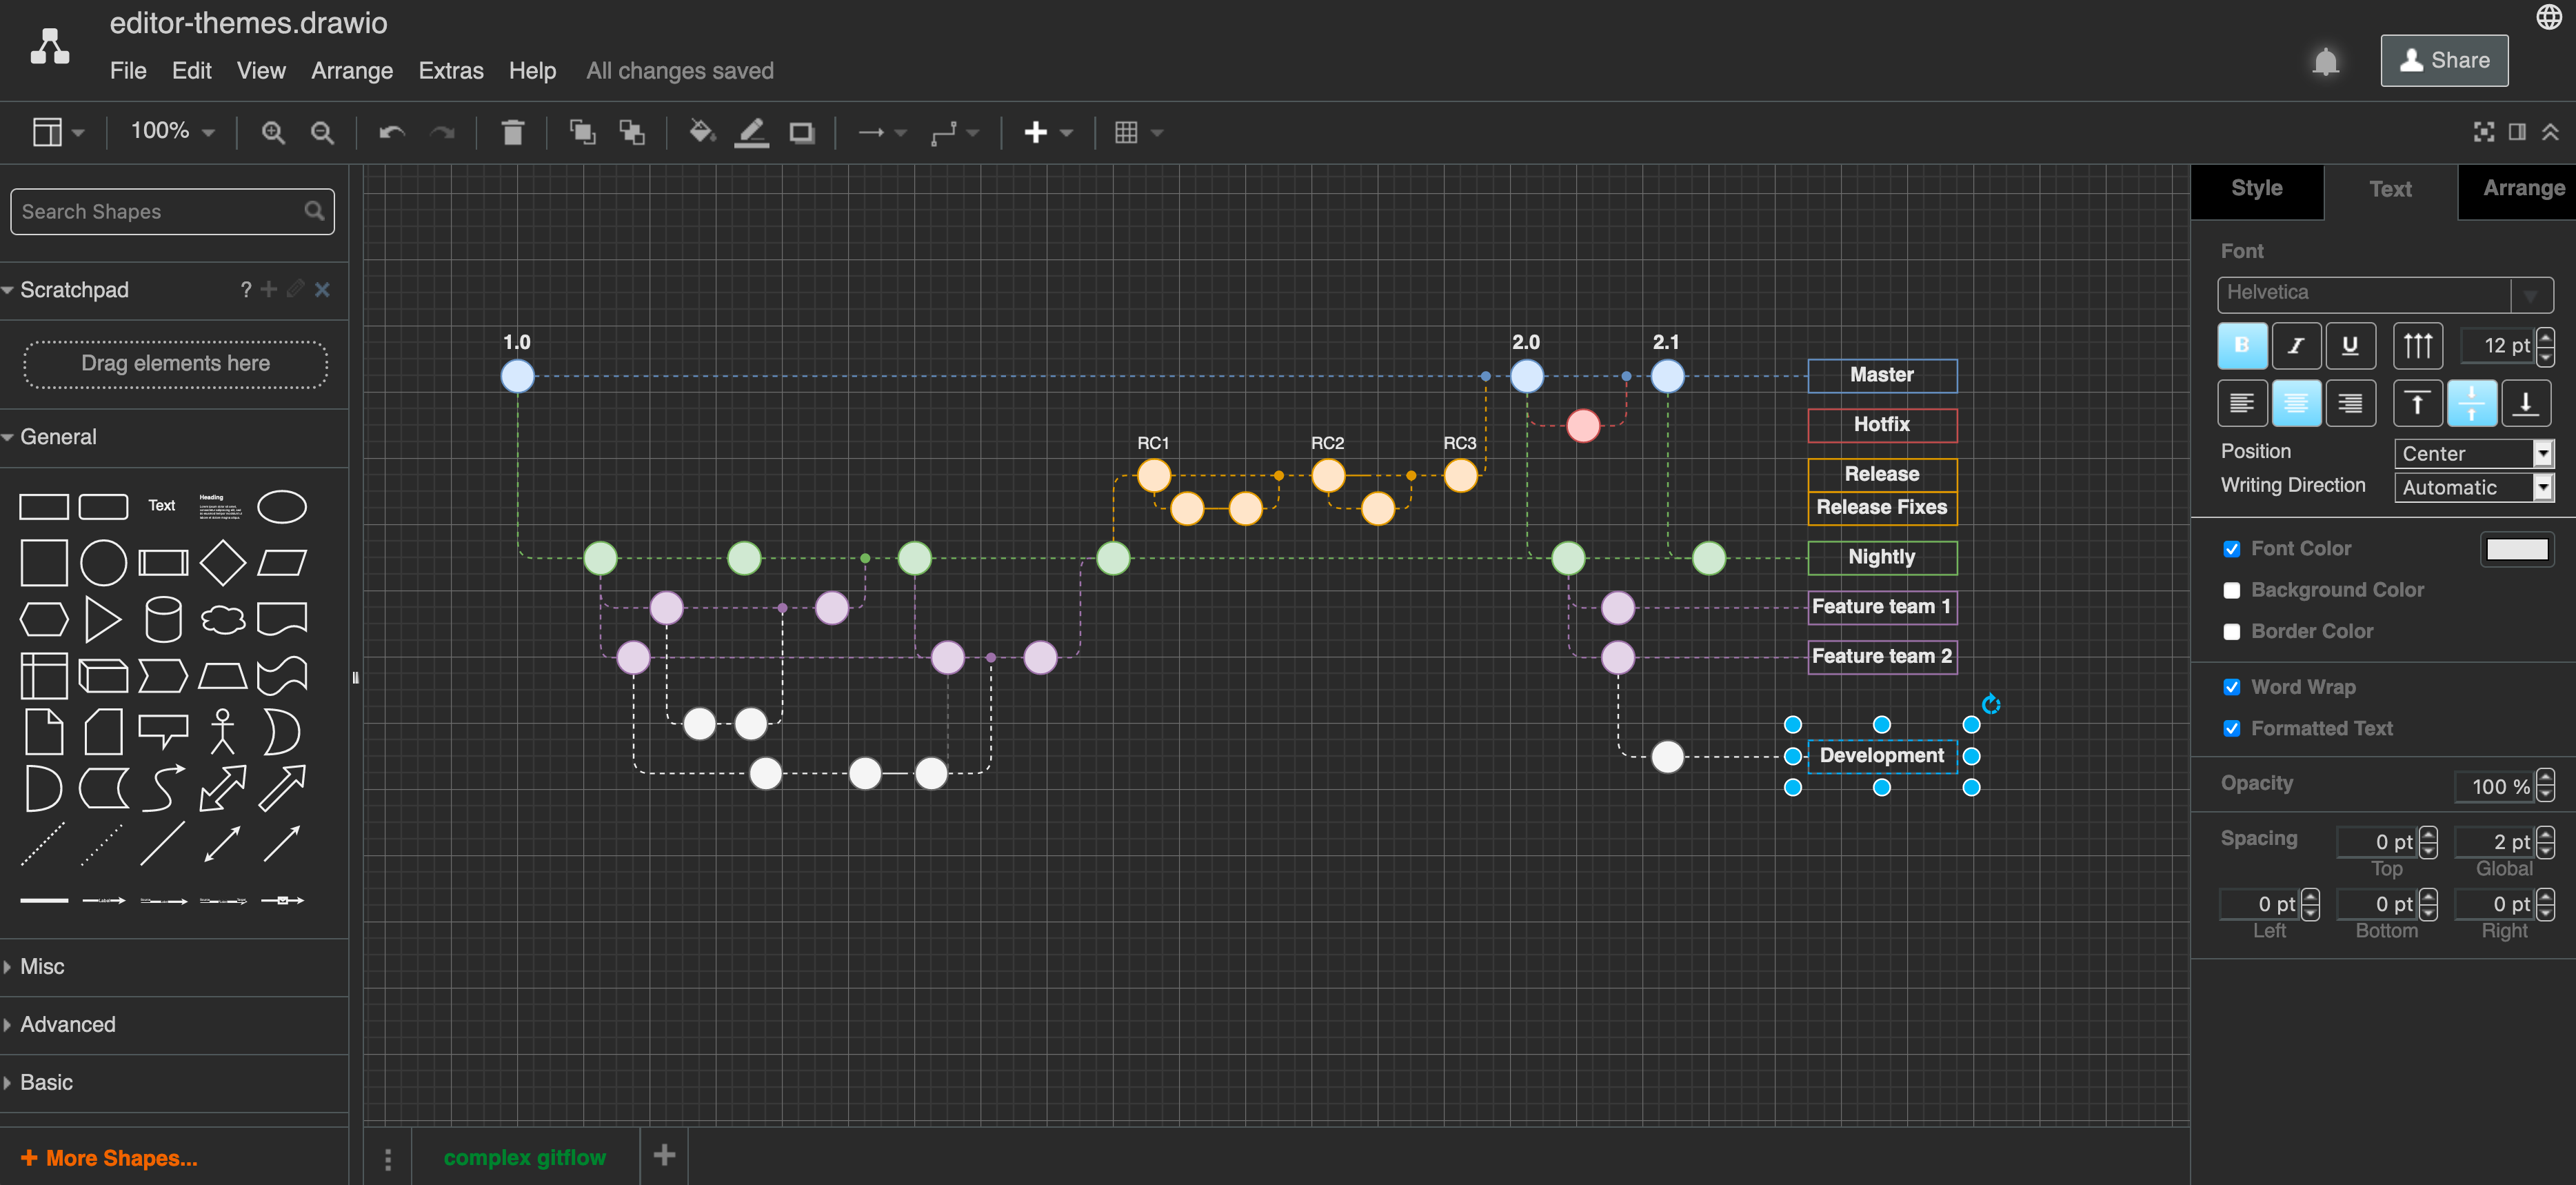 editor-themes.drawio
File Edit View Arrange Extras Help All changes saved
Share
100%
Search Shapes
Scratchpad
?
Drag elements here
General
Text
Heading
Misc
Advanced
Basic
More Shapes...
1.0
2.0
2.1
Master
Hotfix
RC1
RC2
RC3
Release
Release Fixes
Nightly
Feature team 1
Feature team 2
Development
complex gitflow
Style Text Arrange
Font
Helvetica
B I U
12 pt
Position Center
Writing Direction Automatic
Font Color
Background Color
Border Color
Word Wrap
Formatted Text
Opacity 100 %
Spacing 0 pt 2 pt
Top Global
0 pt 0 pt 0 pt
Left Bottom Right